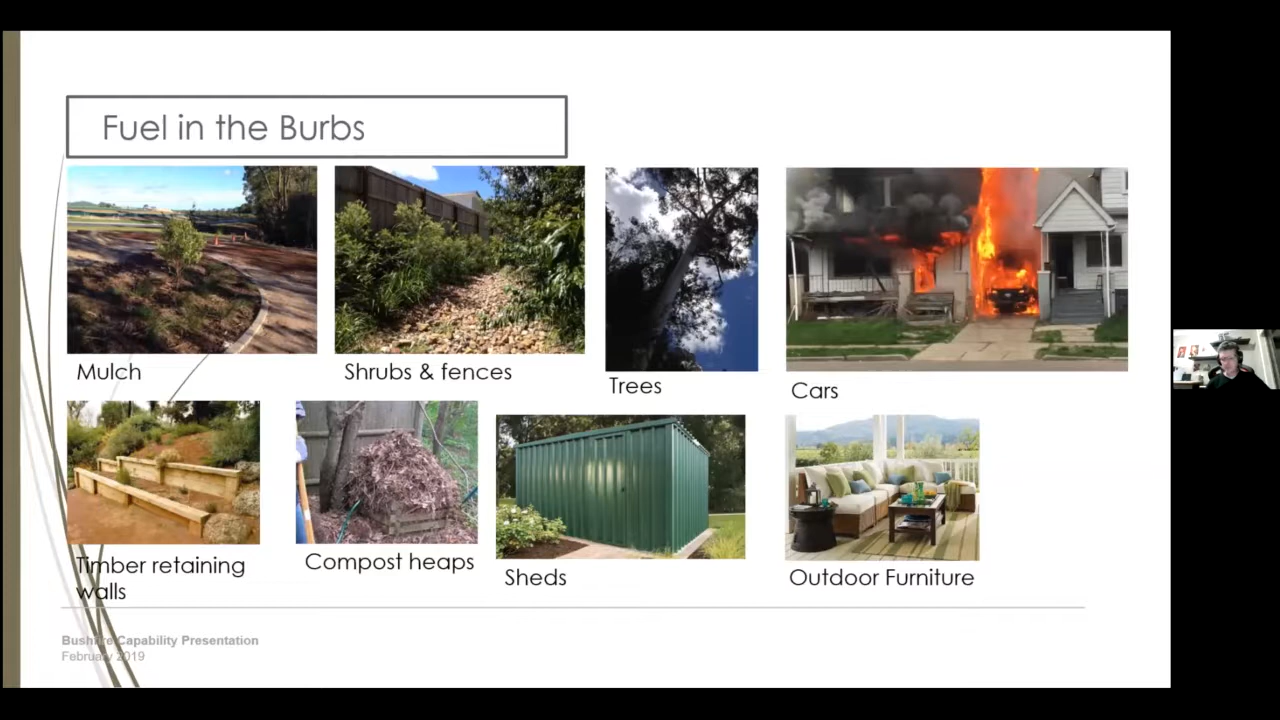 Fuel in the Burbs
Mulch
Shrubs & fences
Trees
Cars
Timber retaining
walls
Compost heaps
Sheds
Outdoor Furniture
Bushfire Capability Presentation
February 2019